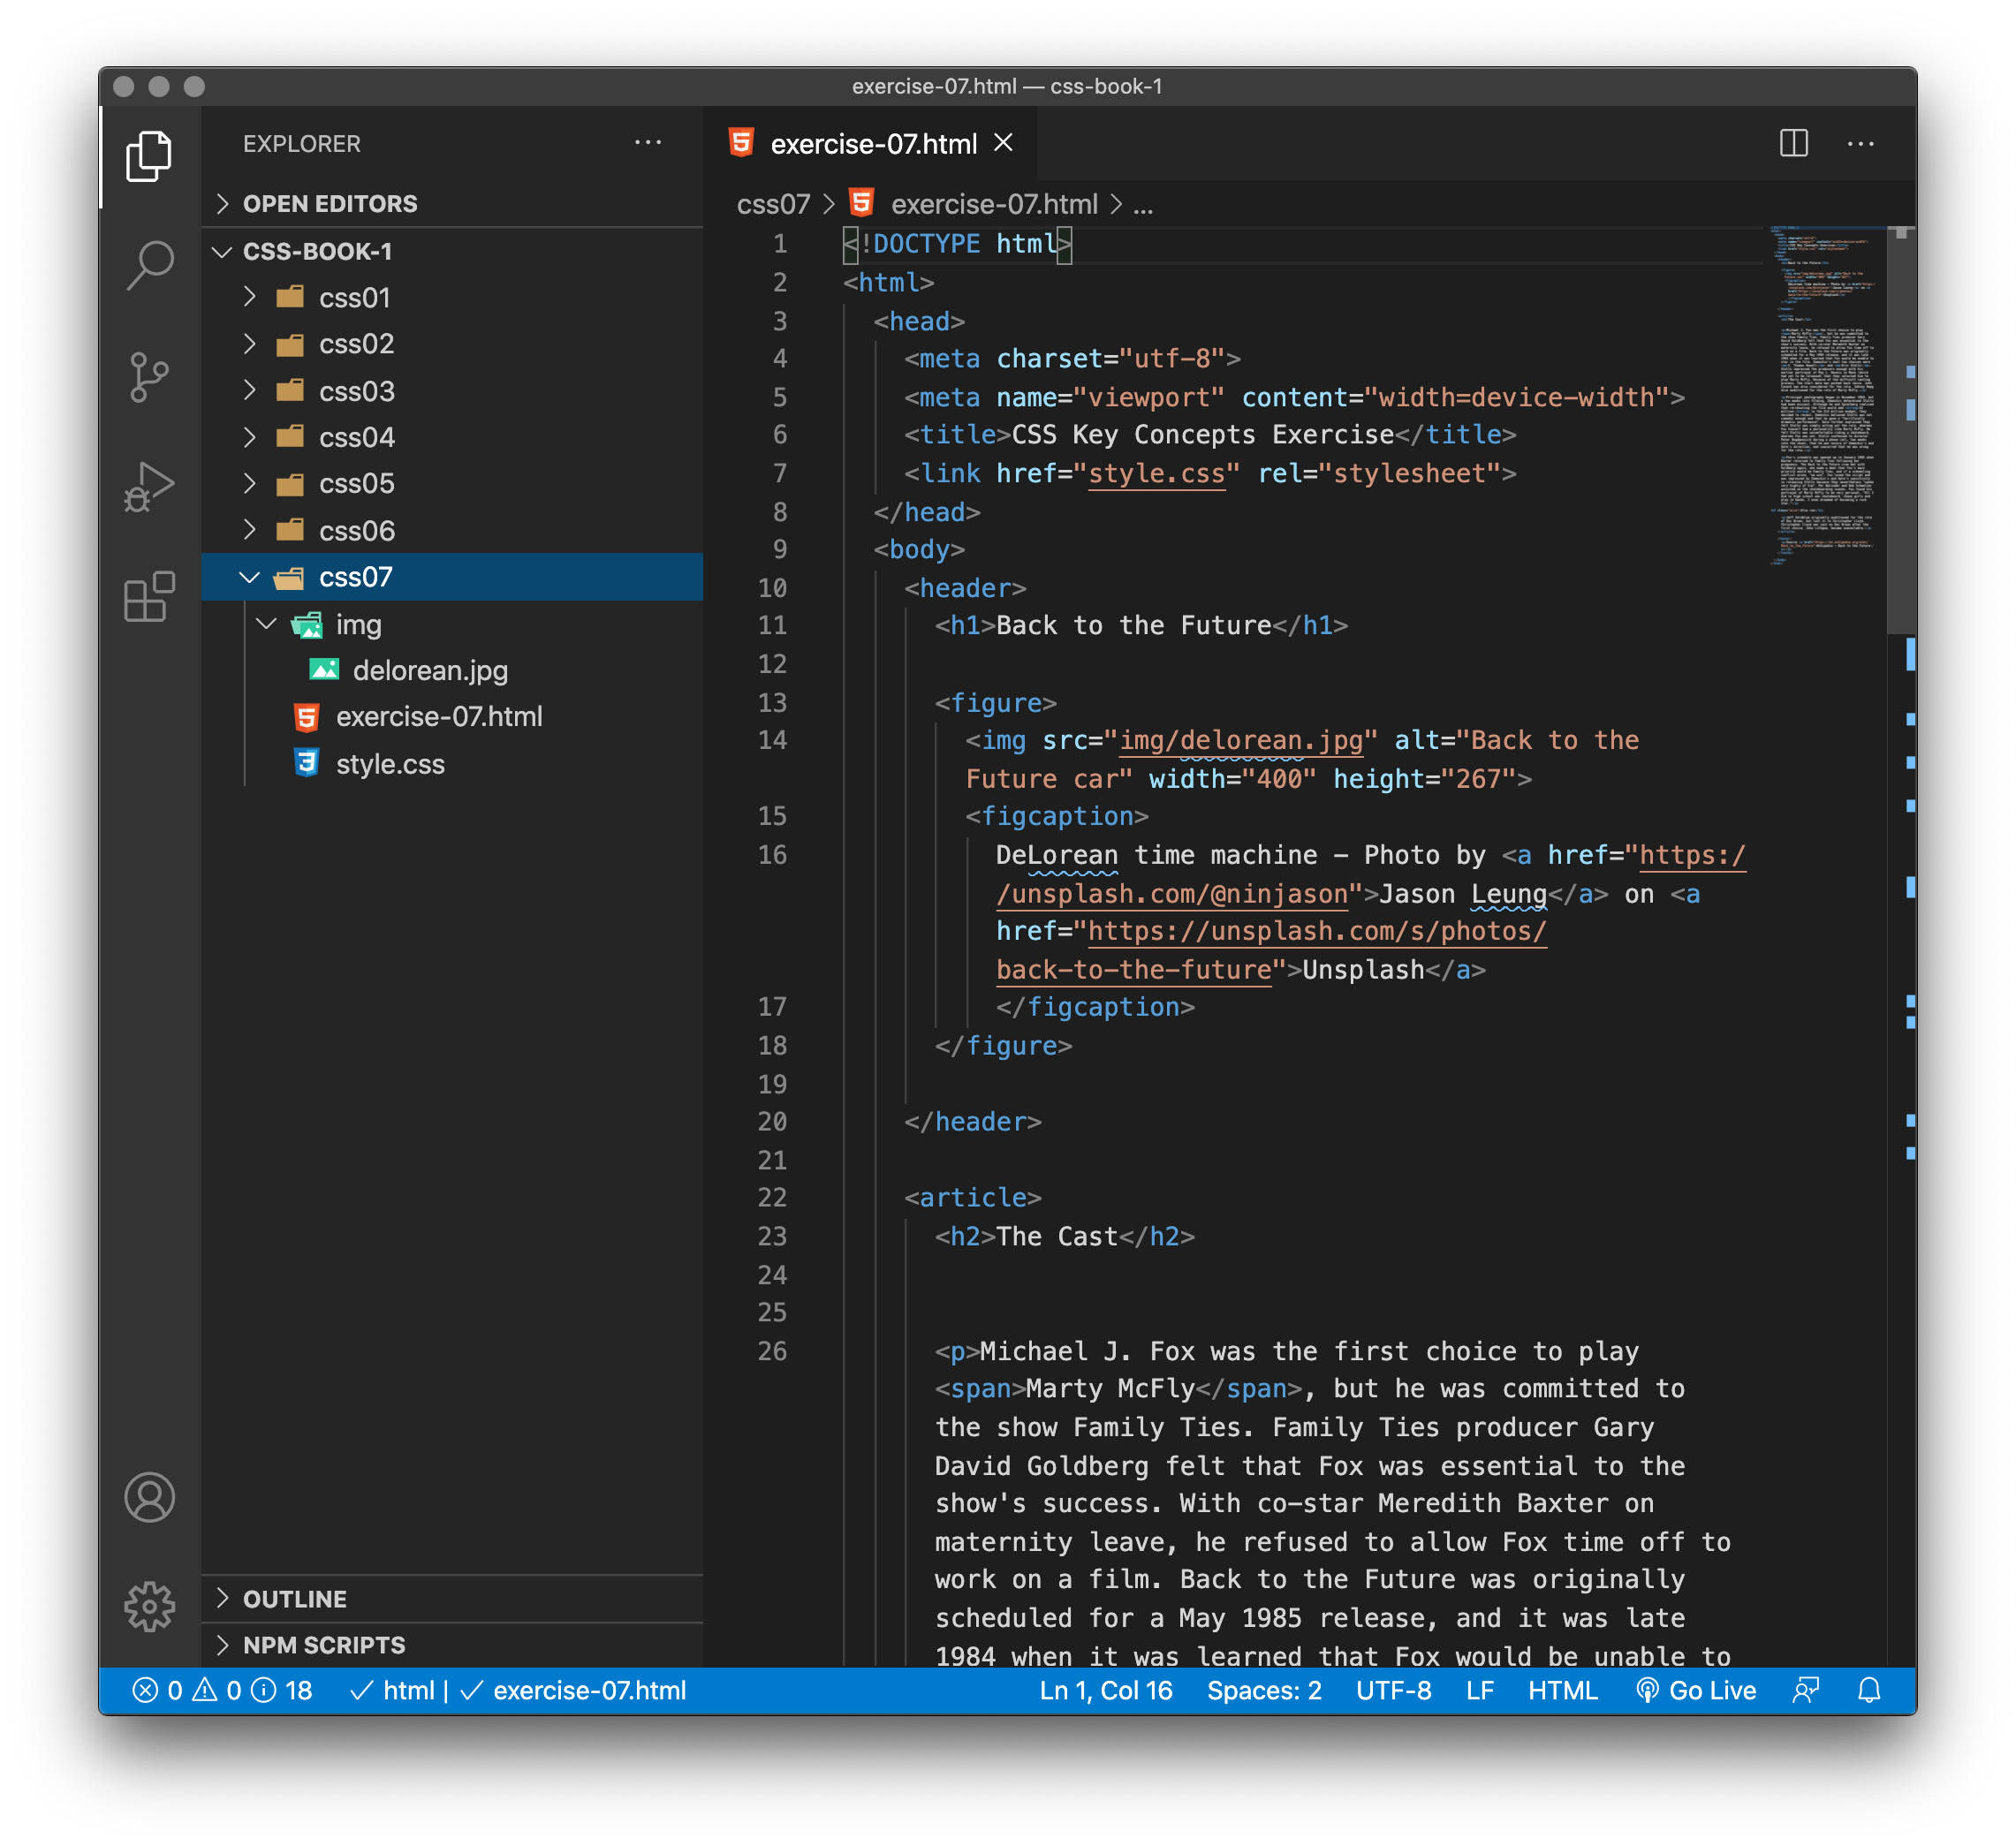 exercise-07.html — css-book-1
EXPLORER
OPEN EDITORS
CSS-BOOK-1
css01
css02
css03
css04
css05
css06
css07
img
delorean.jpg
exercise-07.html
style.css
OUTLINE
NPM SCRIPTS
exercise-07.html
css07 > exercise-07.html > ...
1 <!DOCTYPE html>
2 <html>
3 <head>
4 <meta charset="utf-8">
5 <meta name="viewport" content="width=device-width">
6 <title>CSS Key Concepts Exercise</title>
7 <link href="style.css" rel="stylesheet">
8 </head>
9 <body>
10 <header>
11 <h1>Back to the Future</h1>
12
13 <figure>
14 <img src="img/delorean.jpg" alt="Back to the
Future car" width="400" height="267">
15 <figcaption>
16 DeLorean time machine – Photo by <a href="https:/
/unsplash.com/@ninjason">Jason Leung</a> on <a
href="https://unsplash.com/s/photos/
back-to-the-future">Unsplash</a>
17 </figcaption>
18 </figure>
19
20 </header>
21
22 <article>
23 <h2>The Cast</h2>
24
25
26 <p>Michael J. Fox was the first choice to play
<span>Marty McFly</span>, but he was committed to
the show Family Ties. Family Ties producer Gary
David Goldberg felt that Fox was essential to the
show's success. With co-star Meredith Baxter on
maternity leave, he refused to allow Fox time off to
work on a film. Back to the Future was originally
scheduled for a May 1985 release, and it was late
1984 when it was learned that Fox would be unable to
0 0 18 html | exercise-07.html Ln 1, Col 16 Spaces: 2 UTF-8 LF HTML Go Live